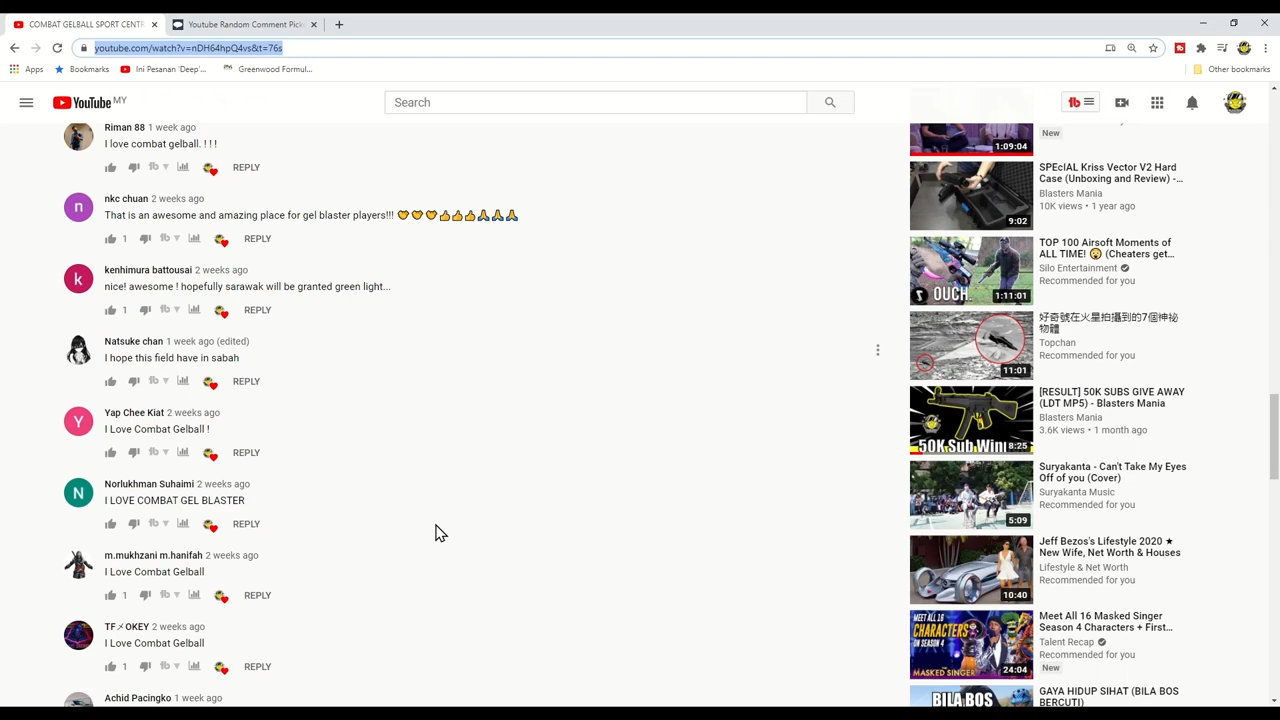 COMBAT GELBALL SPORT CENTR
Youtube Random Comment Pick
youtube.com/watch?v=nDH64hpQ4vs&t=76s
Apps
Bookmarks
Ini Pesanan 'Deep'...
Greenwood Formul...
Other bookmarks
YouTube MY
Search
Riman 88 1 week ago
I love combat gelball. ! ! !
REPLY
nkc chuan 2 weeks ago
That is an awesome and amazing place for gel blaster players!!! 🧡🧡🧡👍👍👍🙏🙏🙏
1 REPLY
kenhimura battousai 2 weeks ago
nice! awesome ! hopefully sarawak will be granted green light...
1 REPLY
Natsuke chan 1 week ago (edited)
I hope this field have in sabah
REPLY
Yap Chee Kiat 2 weeks ago
I Love Combat Gelball !
REPLY
Norlukhman Suhaimi 2 weeks ago
I LOVE COMBAT GEL BLASTER
REPLY
m.mukhzani m.hanifah 2 weeks ago
I Love Combat Gelball
1 REPLY
TFメOKEY 2 weeks ago
I Love Combat Gelball
1 REPLY
Achid Pacingko 1 week ago
1:09:04
New
SPEcIAL Kriss Vector V2 Hard
Case (Unboxing and Review) -...
Blasters Mania
10K views • 1 year ago
9:02
TOP 100 Airsoft Moments of
ALL TIME! 😮 (Cheaters get...
Silo Entertainment
Recommended for you
OUCH.
1:11:01
好奇號在火星拍攝到的7個神祕
物體
Topchan
Recommended for you
11:01
[RESULT] 50K SUBS GIVE AWAY
(LDT MP5) - Blasters Mania
Blasters Mania
3.6K views • 1 month ago
50K Sub Winn
8:25
Suryakanta - Can't Take My Eyes
Off of you (Cover)
Suryakanta Music
Recommended for you
5:09
Jeff Bezos's Lifestyle 2020 ★
New Wife, Net Worth & Houses
Lifestyle & Net Worth
Recommended for you
10:40
Meet All 16 Masked Singer
Season 4 Characters + First...
Talent Recap
Recommended for you
New
MEET ALL 16
CHARACTERS
ON SEASON 4
THE
MASKED SINGER
24:04
GAYA HIDUP SIHAT (BILA BOS
BERCUTI)
BILA BOS